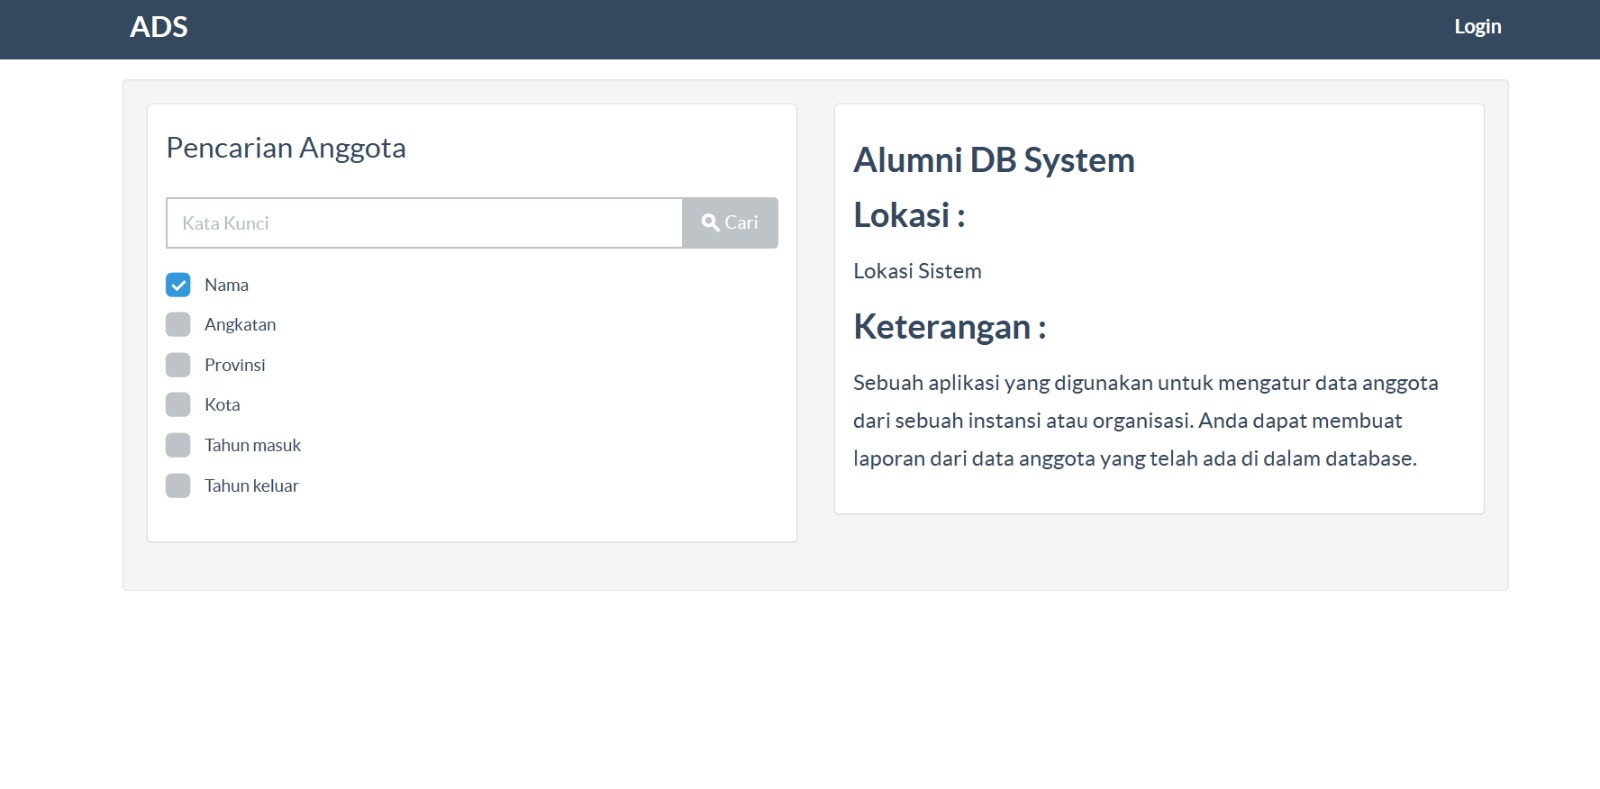 ADS
Login
Pencarian Anggota
Kata Kunci
Cari
Nama
Angkatan
Provinsi
Kota
Tahun masuk
Tahun keluar
Alumni DB System
Lokasi :
Lokasi Sistem
Keterangan :
Sebuah aplikasi yang digunakan untuk mengatur data anggota
dari sebuah instansi atau organisasi. Anda dapat membuat
laporan dari data anggota yang telah ada di dalam database.